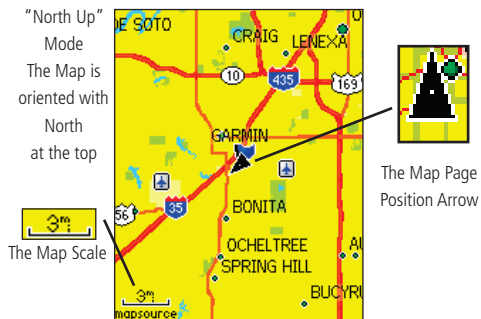 “North Up”
Mode
The Map is
oriented with
North
at the top
3m
The Map Scale
DE SOTO
CRAIG
LENEXA
10
435
169
GARMIN
35
56
BONITA
OCHELTREE
SPRING HILL
BUCYRU
3m
mapsource
The Map Page
Position Arrow